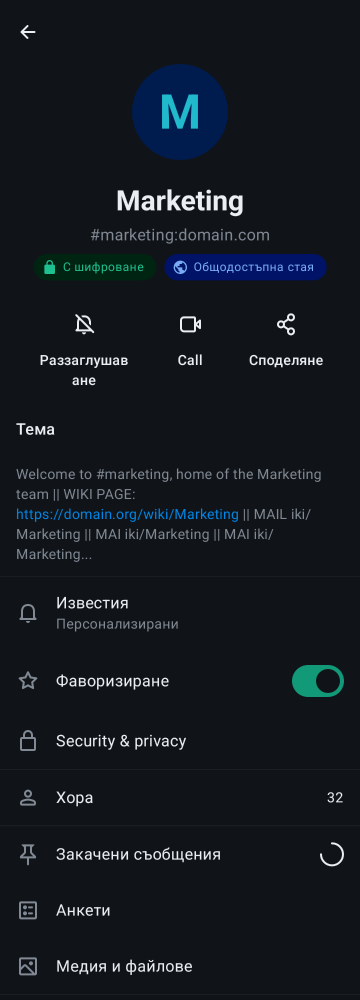 M
Marketing
#marketing:domain.com
С шифроване
Общодостъпна стая
Раззаглушав
ане
Call
Споделяне
Тема
Welcome to #marketing, home of the Marketing
team || WIKI PAGE:
https://domain.org/wiki/Marketing || MAIL iki/
Marketing || MAI iki/Marketing || MAI iki/
Marketing...
Известия
Персонализирани
Фаворизиране
Security & privacy
Хора
32
Закачени съобщения
Анкети
Медия и файлове